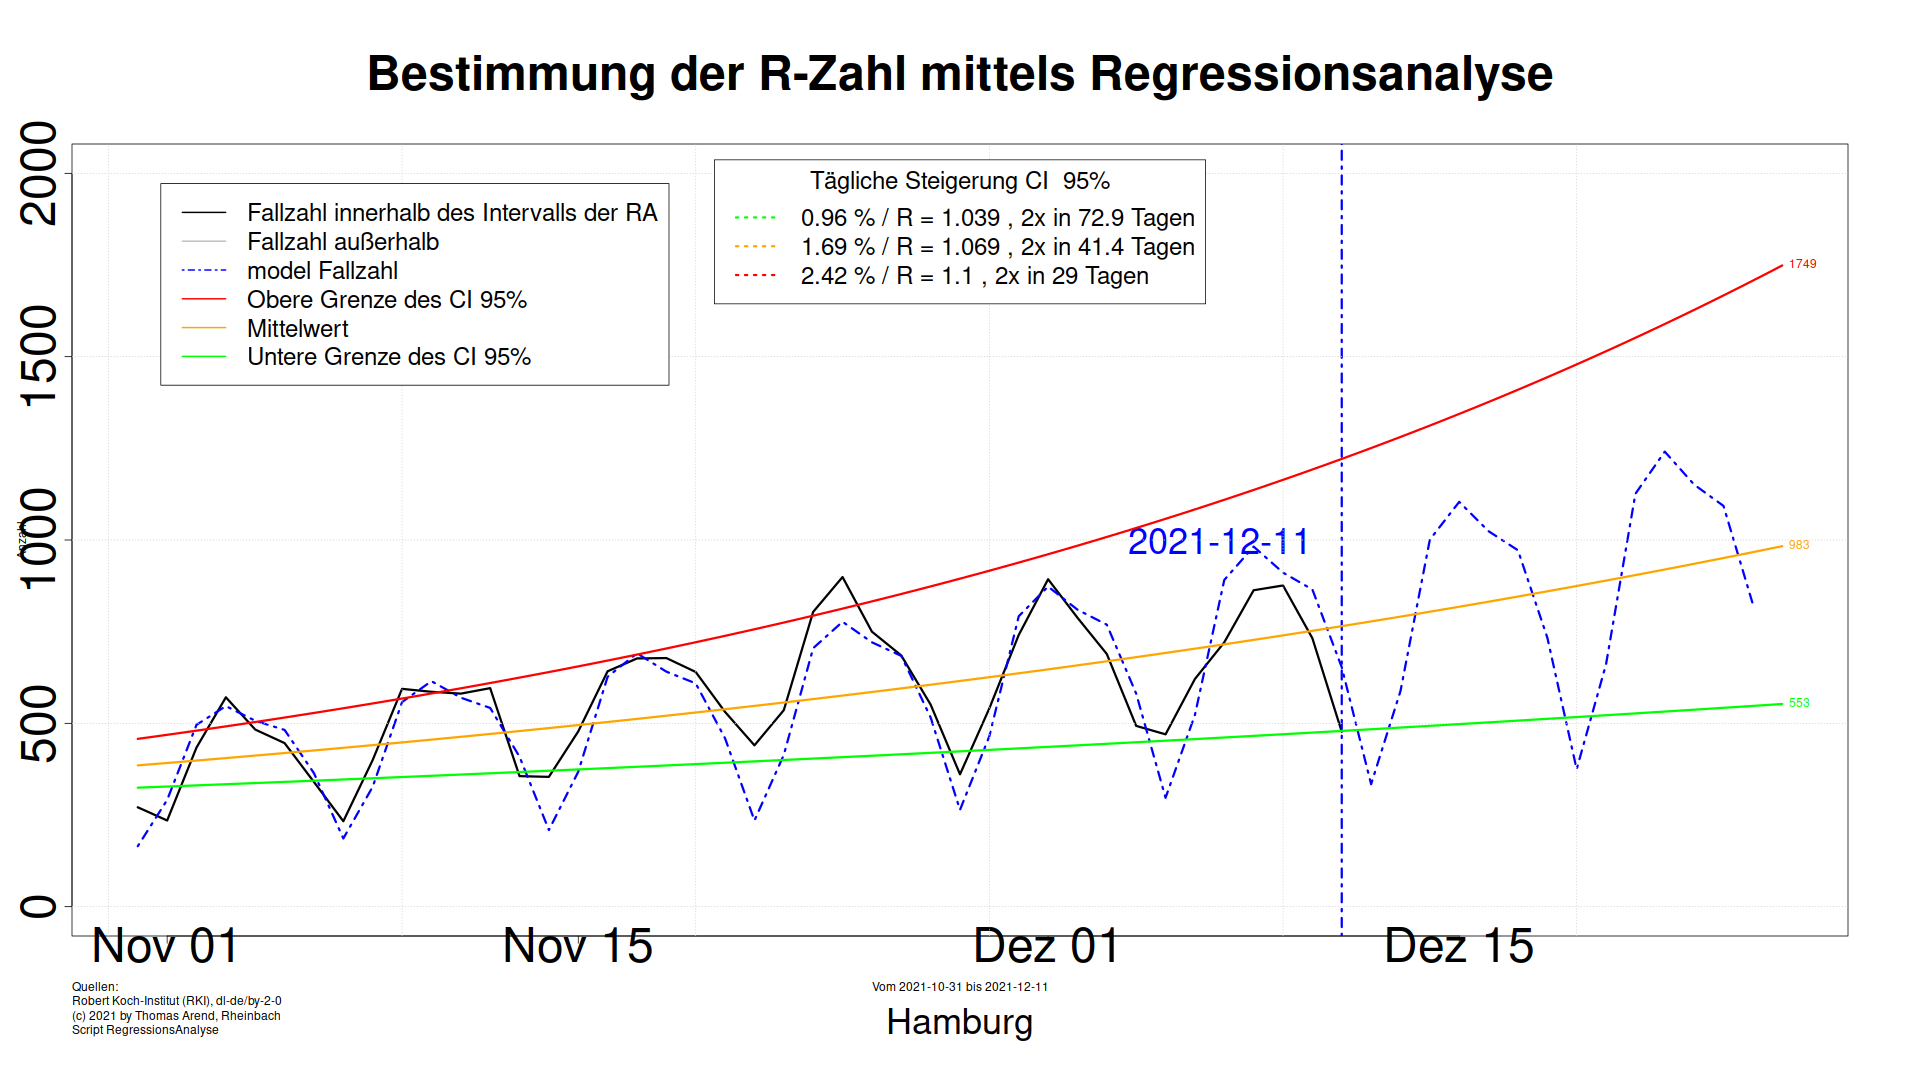 Bestimmung der R-Zahl mittels Regressionsanalyse
2000
1500
1000
500
0
Anzahl
Fallzahl innerhalb des Intervalls der RA
Fallzahl außerhalb
model Fallzahl
Obere Grenze des CI 95%
Mittelwert
Untere Grenze des CI 95%
Tägliche Steigerung CI  95%
0.96 % / R = 1.039 , 2x in 72.9 Tagen
1.69 % / R = 1.069 , 2x in 41.4 Tagen
2.42 % / R = 1.1 , 2x in 29 Tagen
1749
2021-12-11
983
553
Nov 01
Nov 15
Dez 01
Dez 15
Quellen:
Robert Koch-Institut (RKI), dl-de/by-2-0
(c) 2021 by Thomas Arend, Rheinbach
Script RegressionsAnalyse
Vom 2021-10-31 bis 2021-12-11
Hamburg